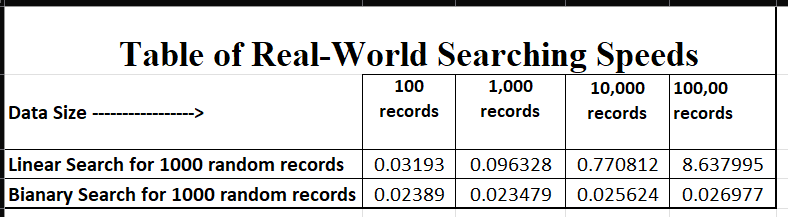 Table of Real-World Searching Speeds
Data Size -----------------> 100 records 1,000 records 10,000 records 100,00 records
Linear Search for 1000 random records 0.03193 0.096328 0.770812 8.637995
Bianary Search for 1000 random records 0.02389 0.023479 0.025624 0.026977